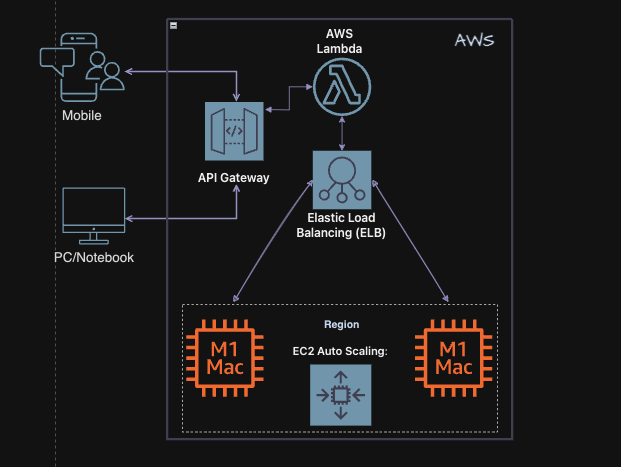 AWS
Lambda
AWS
Mobile
</>
API Gateway
Elastic Load
Balancing (ELB)
PC/Notebook
Region
M1
Mac
EC2 Auto Scaling:
M1
Mac